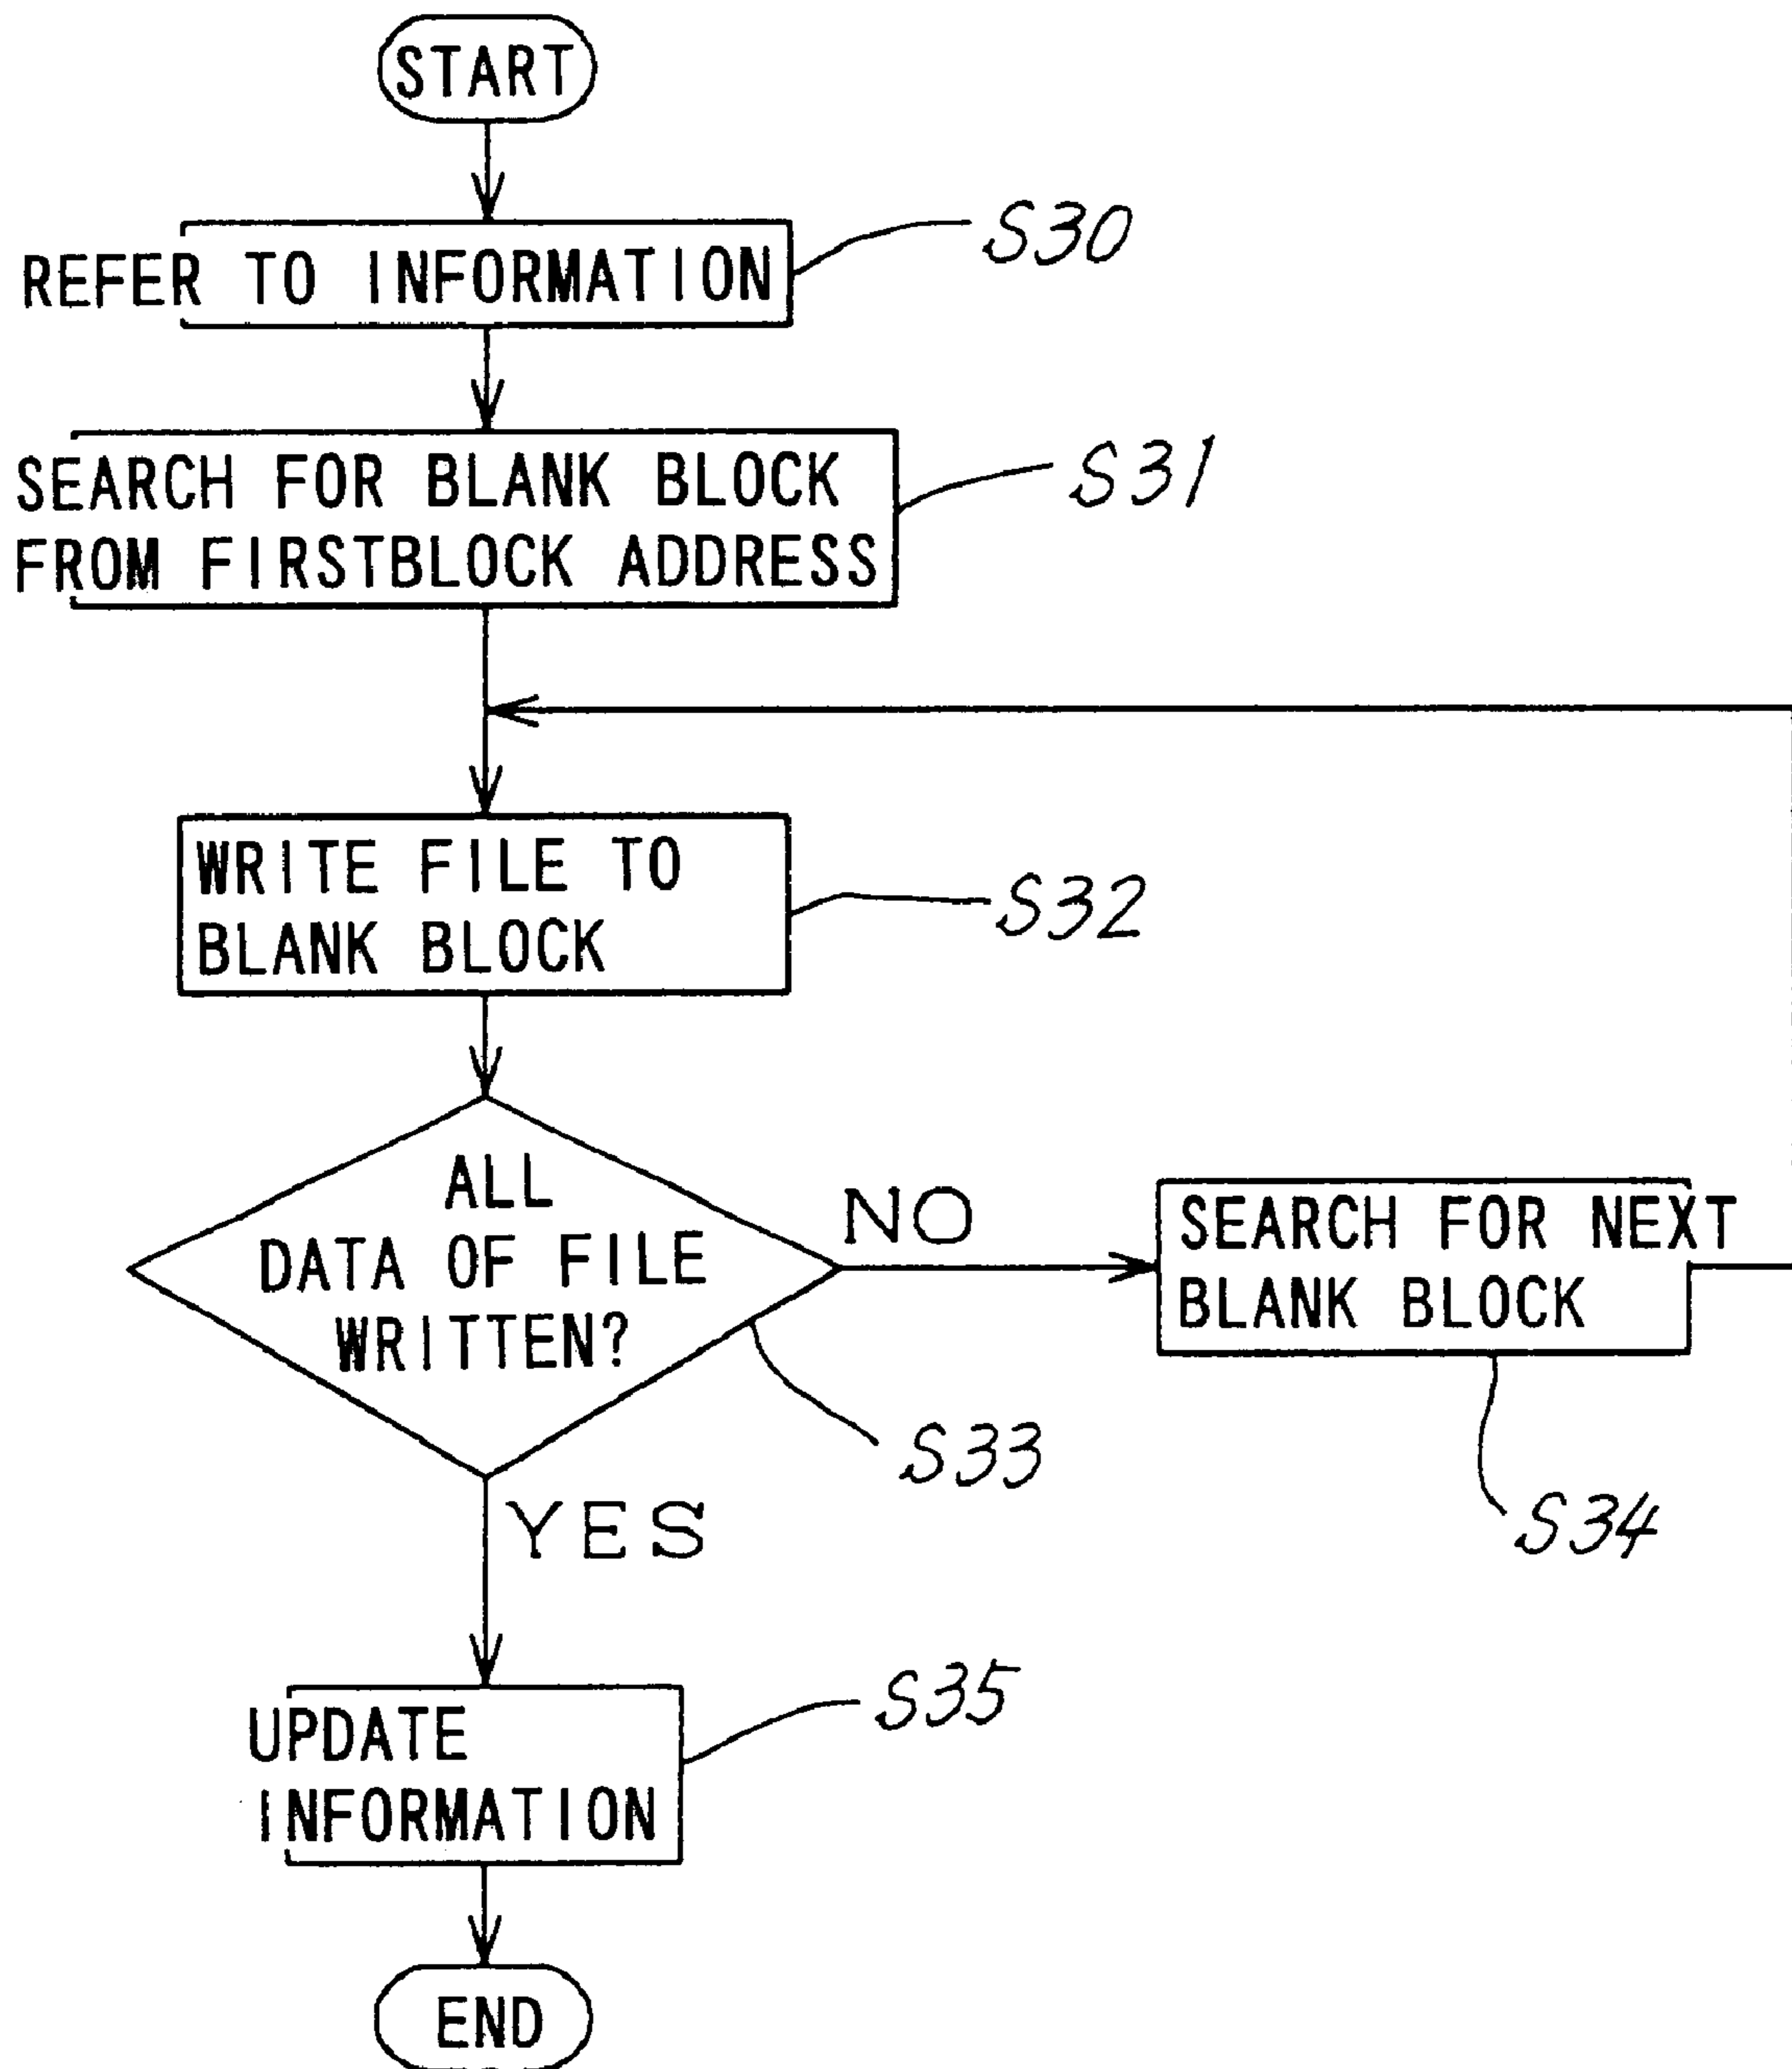 START
REFER TO INFORMATION
S30
SEARCH FOR BLANK BLOCK
FROM FIRSTBLOCK ADDRESS
S31
WRITE FILE TO
BLANK BLOCK
S32
ALL
DATA OF FILE
WRITTEN?
S33
NO
SEARCH FOR NEXT
BLANK BLOCK
S34
YES
UPDATE
INFORMATION
S35
END